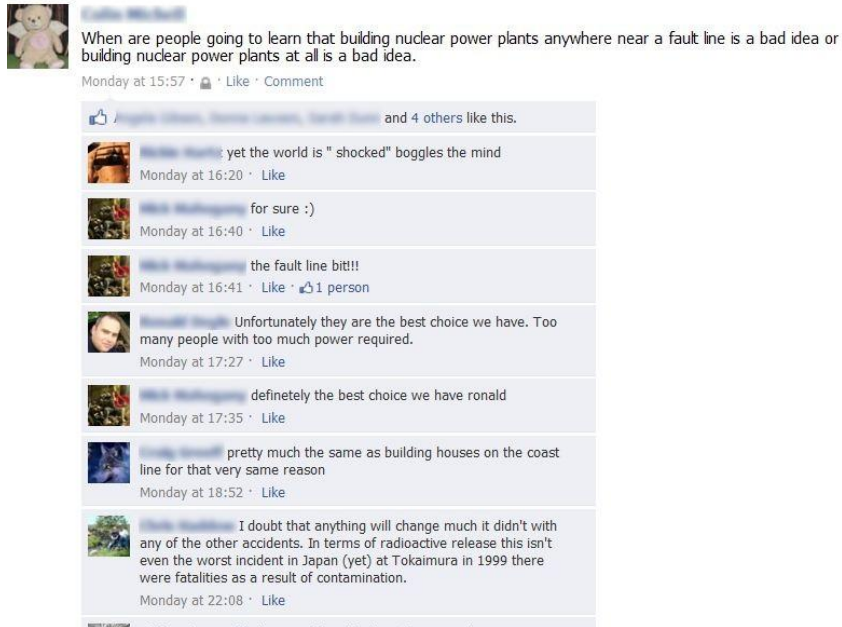 When are people going to learn that building nuclear power plants anywhere near a fault line is a bad idea or
building nuclear power plants at all is a bad idea.
Monday at 15:57 · Like · Comment
and 4 others like this.
yet the world is " shocked" boggles the mind
Monday at 16:20 · Like
for sure :)
Monday at 16:40 · Like
the fault line bit!!!
Monday at 16:41 · Like · 1 person
Unfortunately they are the best choice we have. Too
many people with too much power required.
Monday at 17:27 · Like
definetely the best choice we have ronald
Monday at 17:35 · Like
pretty much the same as building houses on the coast
line for that very same reason
Monday at 18:52 · Like
I doubt that anything will change much it didn't with
any of the other accidents. In terms of radioactive release this isn't
even the worst incident in Japan (yet) at Tokaimura in 1999 there
were fatalities as a result of contamination.
Monday at 22:08 · Like